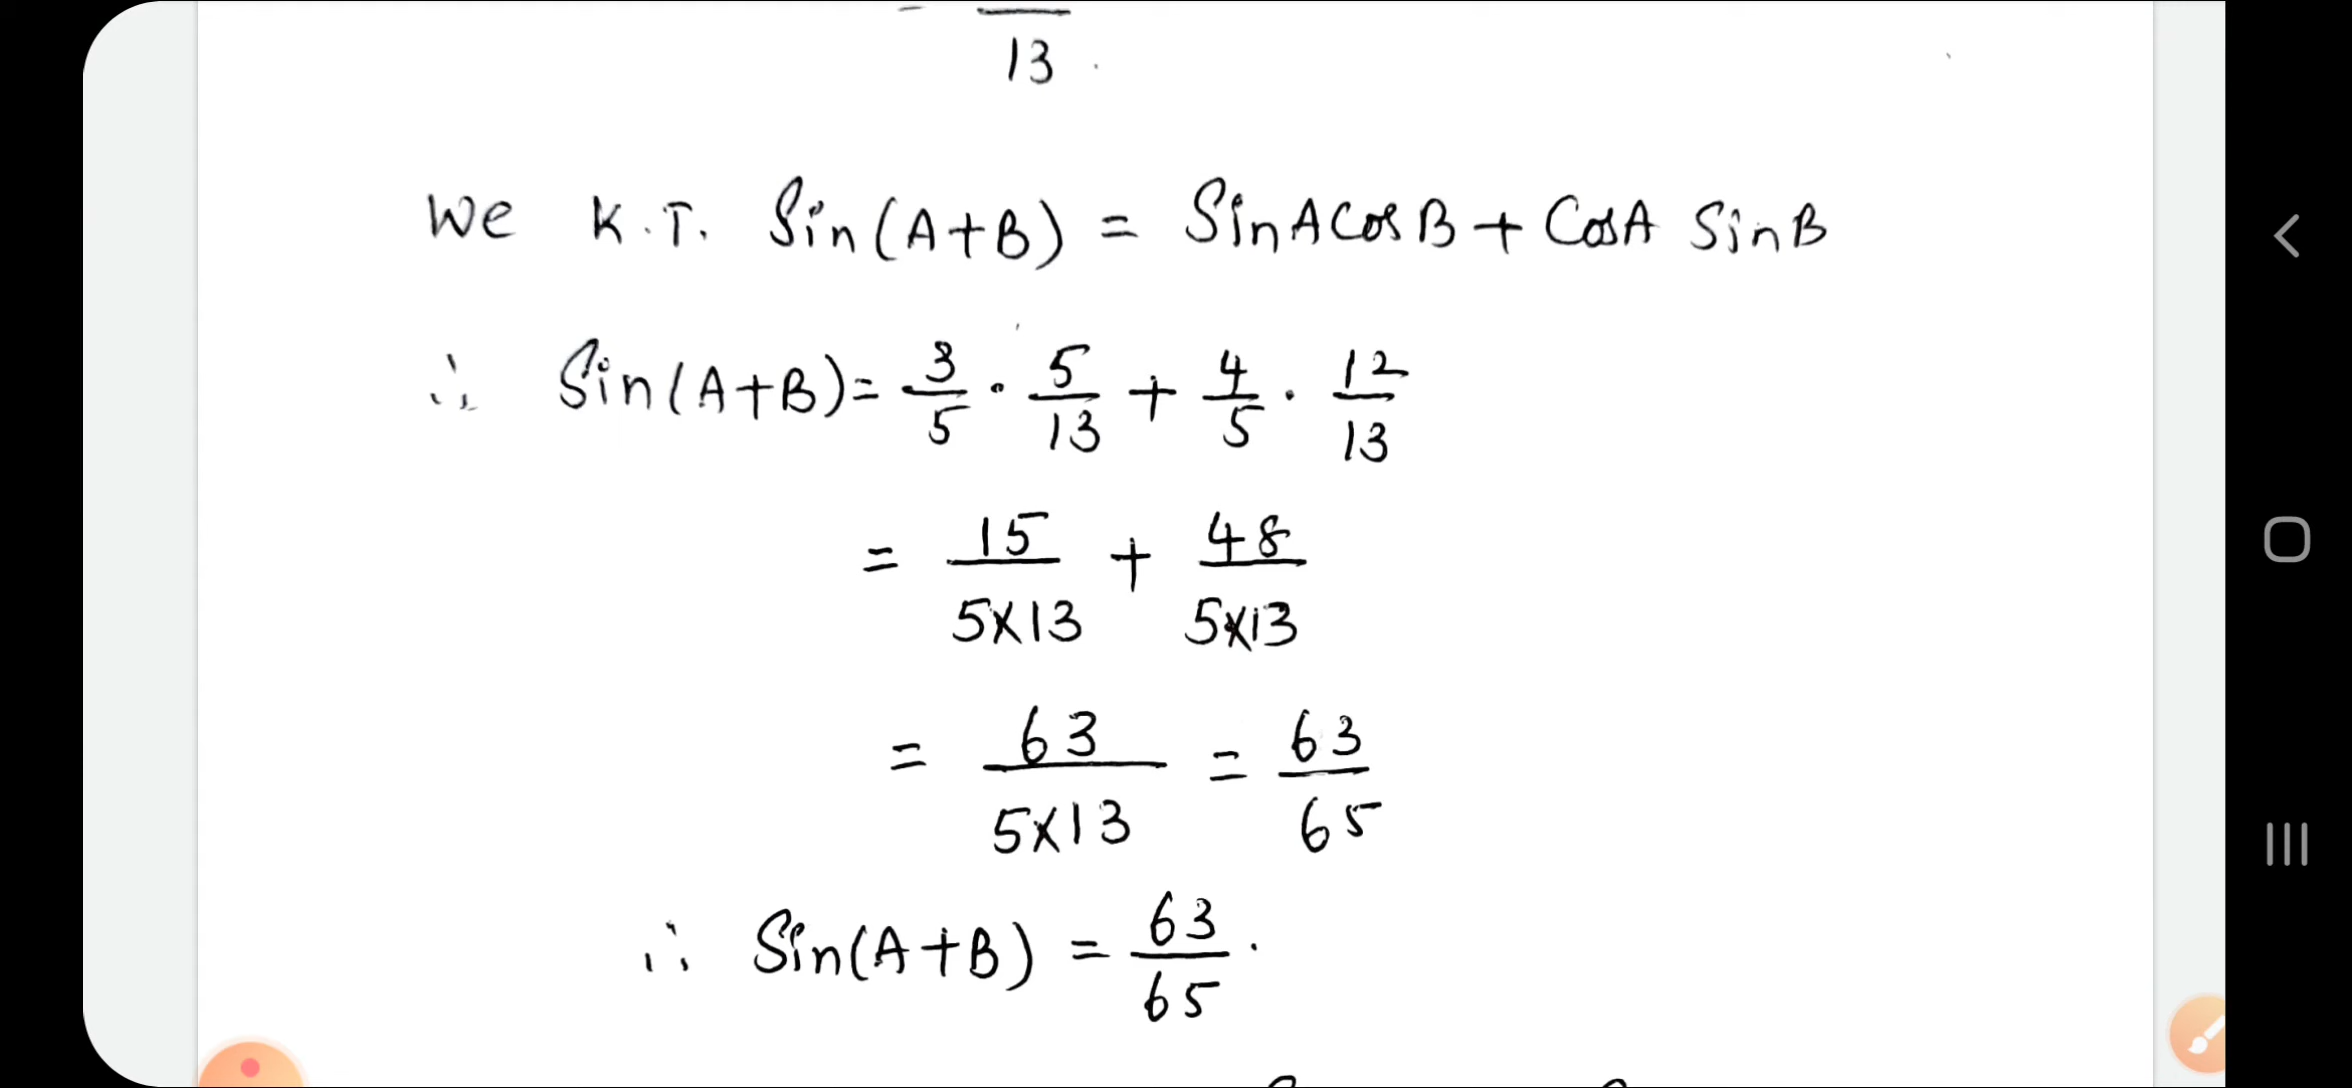 13.
We K.T. Sin(A+B) = SinACosB + CosA SinB
∴ Sin(A+B) = 3/5 · 5/13 + 4/5 · 12/13
= 15/5×13 + 48/5×13
= 63/5×13 = 63/65
∴ Sin(A+B) = 63/65.